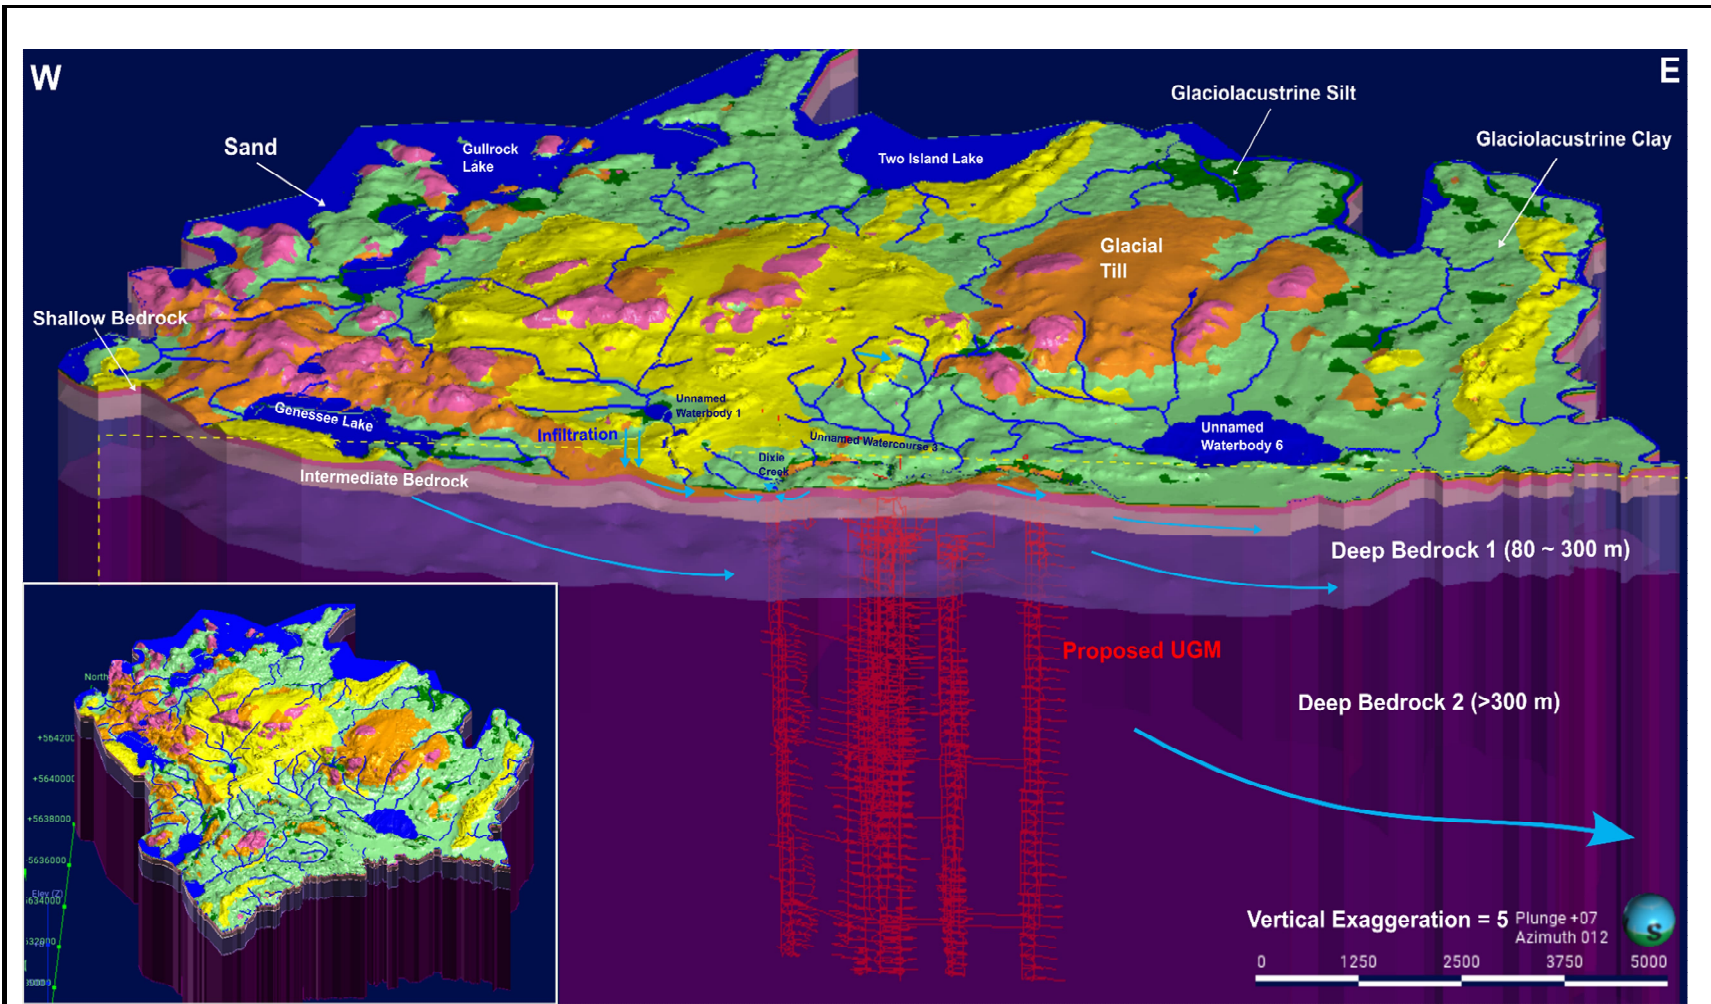 W
E
Glaciolacustrine Silt
Glaciolacustrine Clay
Sand
Gullrock
Lake
Two Island Lake
Glacial
Till
Shallow Bedrock
Genessee Lake
Unnamed
Waterbody 1
Infiltration
Unnamed Watercourse 3
Unnamed
Waterbody 6
Dixie
Creek
Intermediate Bedrock
Deep Bedrock 1 (80 ~ 300 m)
Proposed UGM
Deep Bedrock 2 (>300 m)
North
+564200
+5640000
+5638000
5636000
Elev (Z)
Vertical Exaggeration = 5
Plunge +07
Azimuth 012
S
0 1250 2500 3750 5000